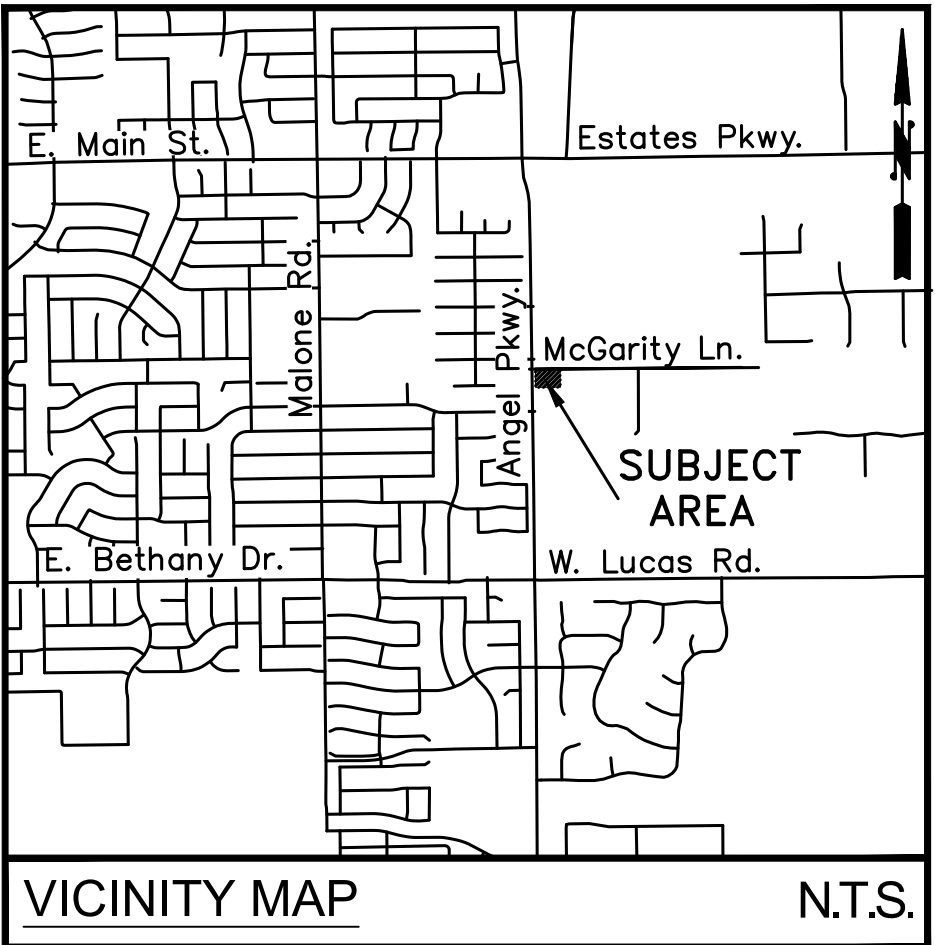 E. Main St.
Estates Pkwy.
N
Malone Rd.
Angel Pkwy.
McGarity Ln.
SUBJECT
AREA
E. Bethany Dr.
W. Lucas Rd.
VICINITY MAP
N.T.S.